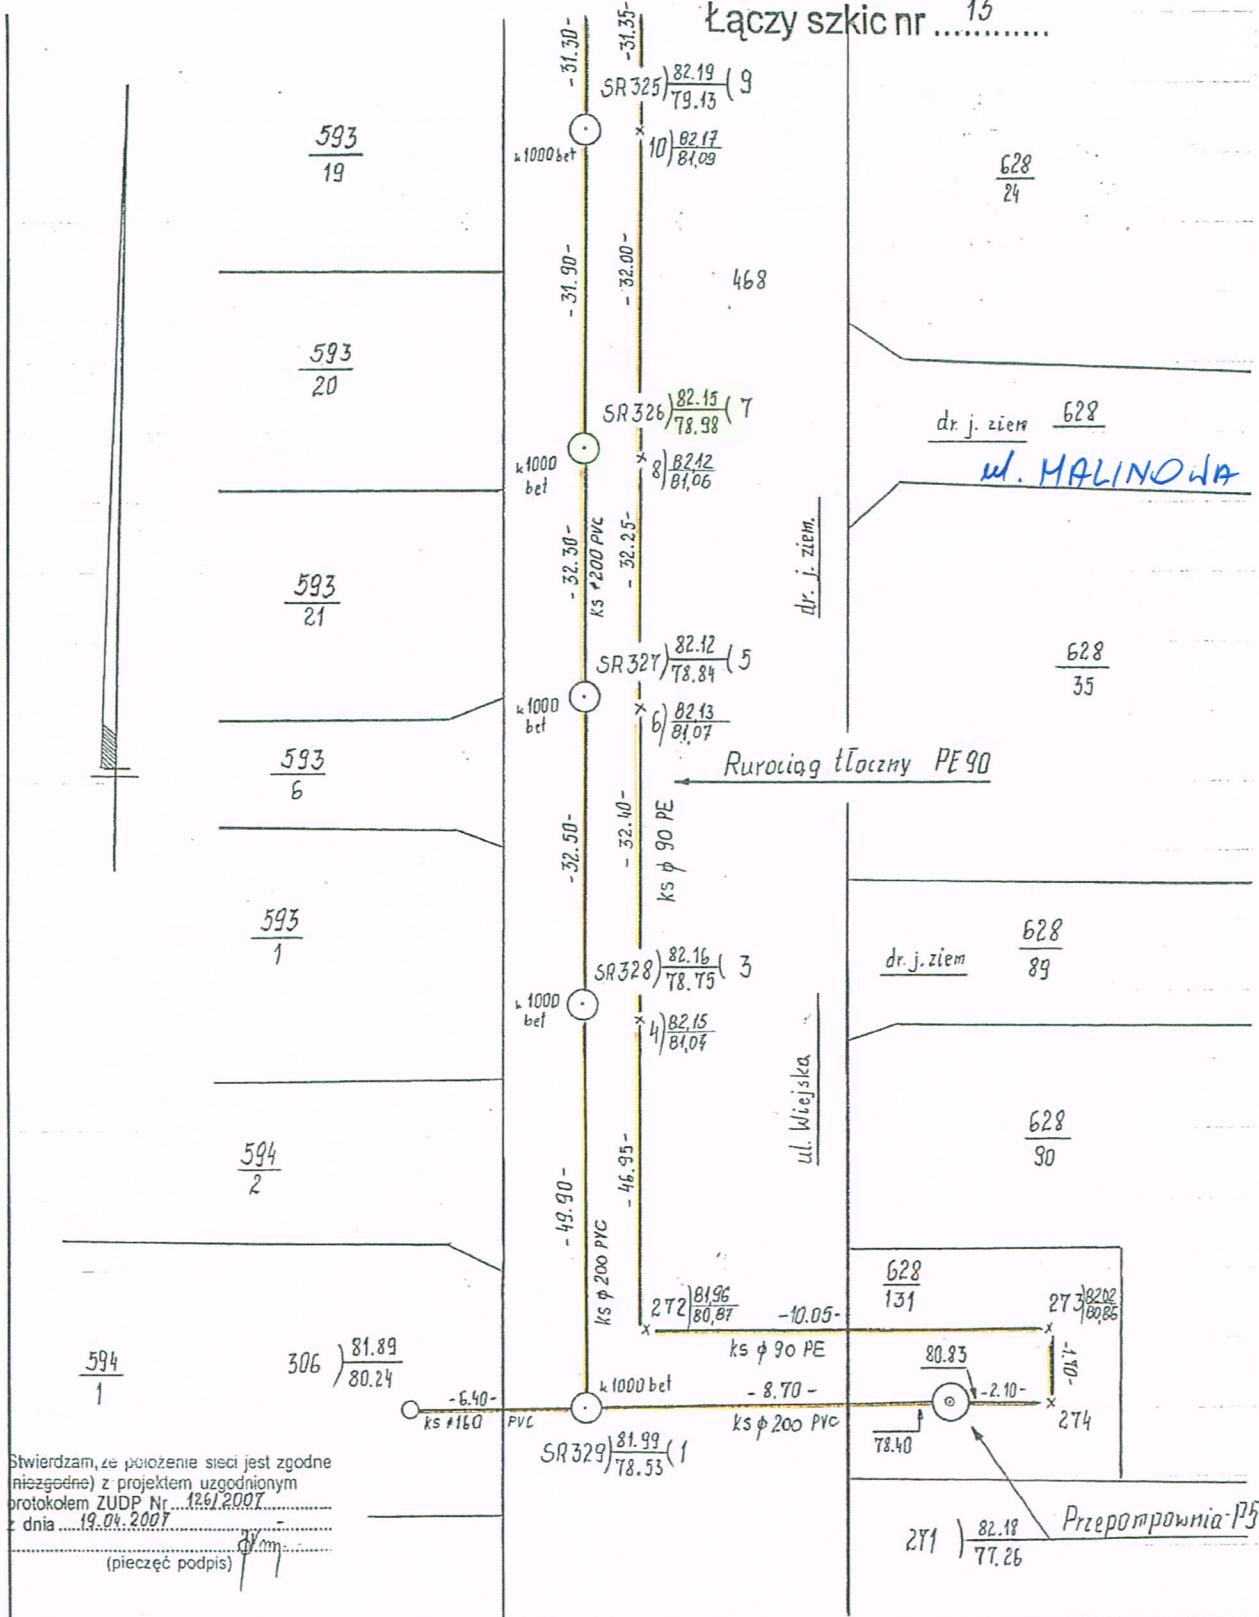 Łączy szkic nr ...15...
-31.30-
-31.35-
SR325)82.19/79.13(9
10)82.17/81,09
k1000bet
593/19
628/24
-31.90-
-32.00-
468
593/20
SR326)82.15/78.98(7
8)82.12/81,06
k1000
bet
dr. j. ziem 628
ul. MALINOWA
-32.30-
ks ø200 PVC
-32.25-
dr. j. ziem.
593/21
SR327)82.12/78.84(5
6)82.13/81,07
k1000
bet
628/35
593/6
Rurociąg tłoczny PE90
-32.50-
-32.40-
ks ϕ 90 PE
593/1
SR328)82.16/78.75(3
4)82,15/81,07
k1000
bet
dr. j. ziem
628/89
ul. Wiejska
594/2
628/90
-49.90-
ks ϕ 200 PVC
-46.95-
628/131
272)81,96/80,87
-10.05-
ks ϕ 90 PE
273)82,02/80,86
-1.70-
594/1
306)81.89/80.24
-6.40-
ks ø160 PVC
k1000bet
-8.70-
ks ϕ 200 PVC
80.83
-2.10-
274
78.40
SR329)81.99/78.53(1
Stwierdzam, że położenie sieci jest zgodne
(niezgodne) z projektem uzgodnionym
protokołem ZUDP Nr 126/2007
z dnia 19.04.2007
(pieczęć podpis)
Przepompownia-P5
271)82.18/77.26